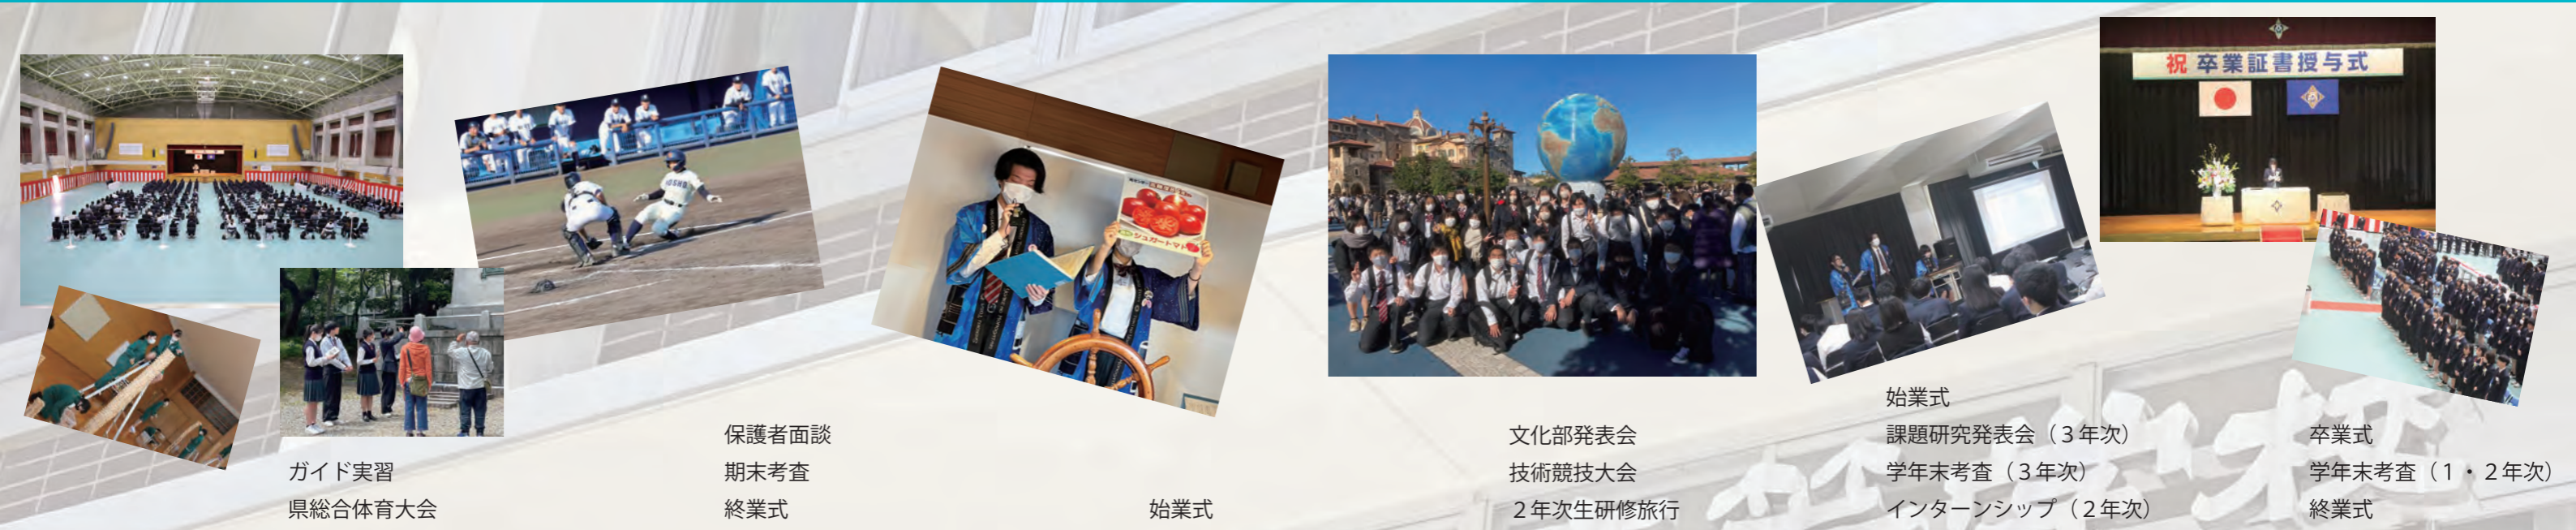 祝 卒業証書授与式
シュガートマト
ガイド実習
県総合体育大会
保護者面談
期末考査
終業式
始業式
文化部発表会
技術競技大会
２年次生研修旅行
始業式
課題研究発表会（３年次）
学年末考査（３年次）
インターンシップ（２年次）
卒業式
学年末考査（１・２年次）
終業式